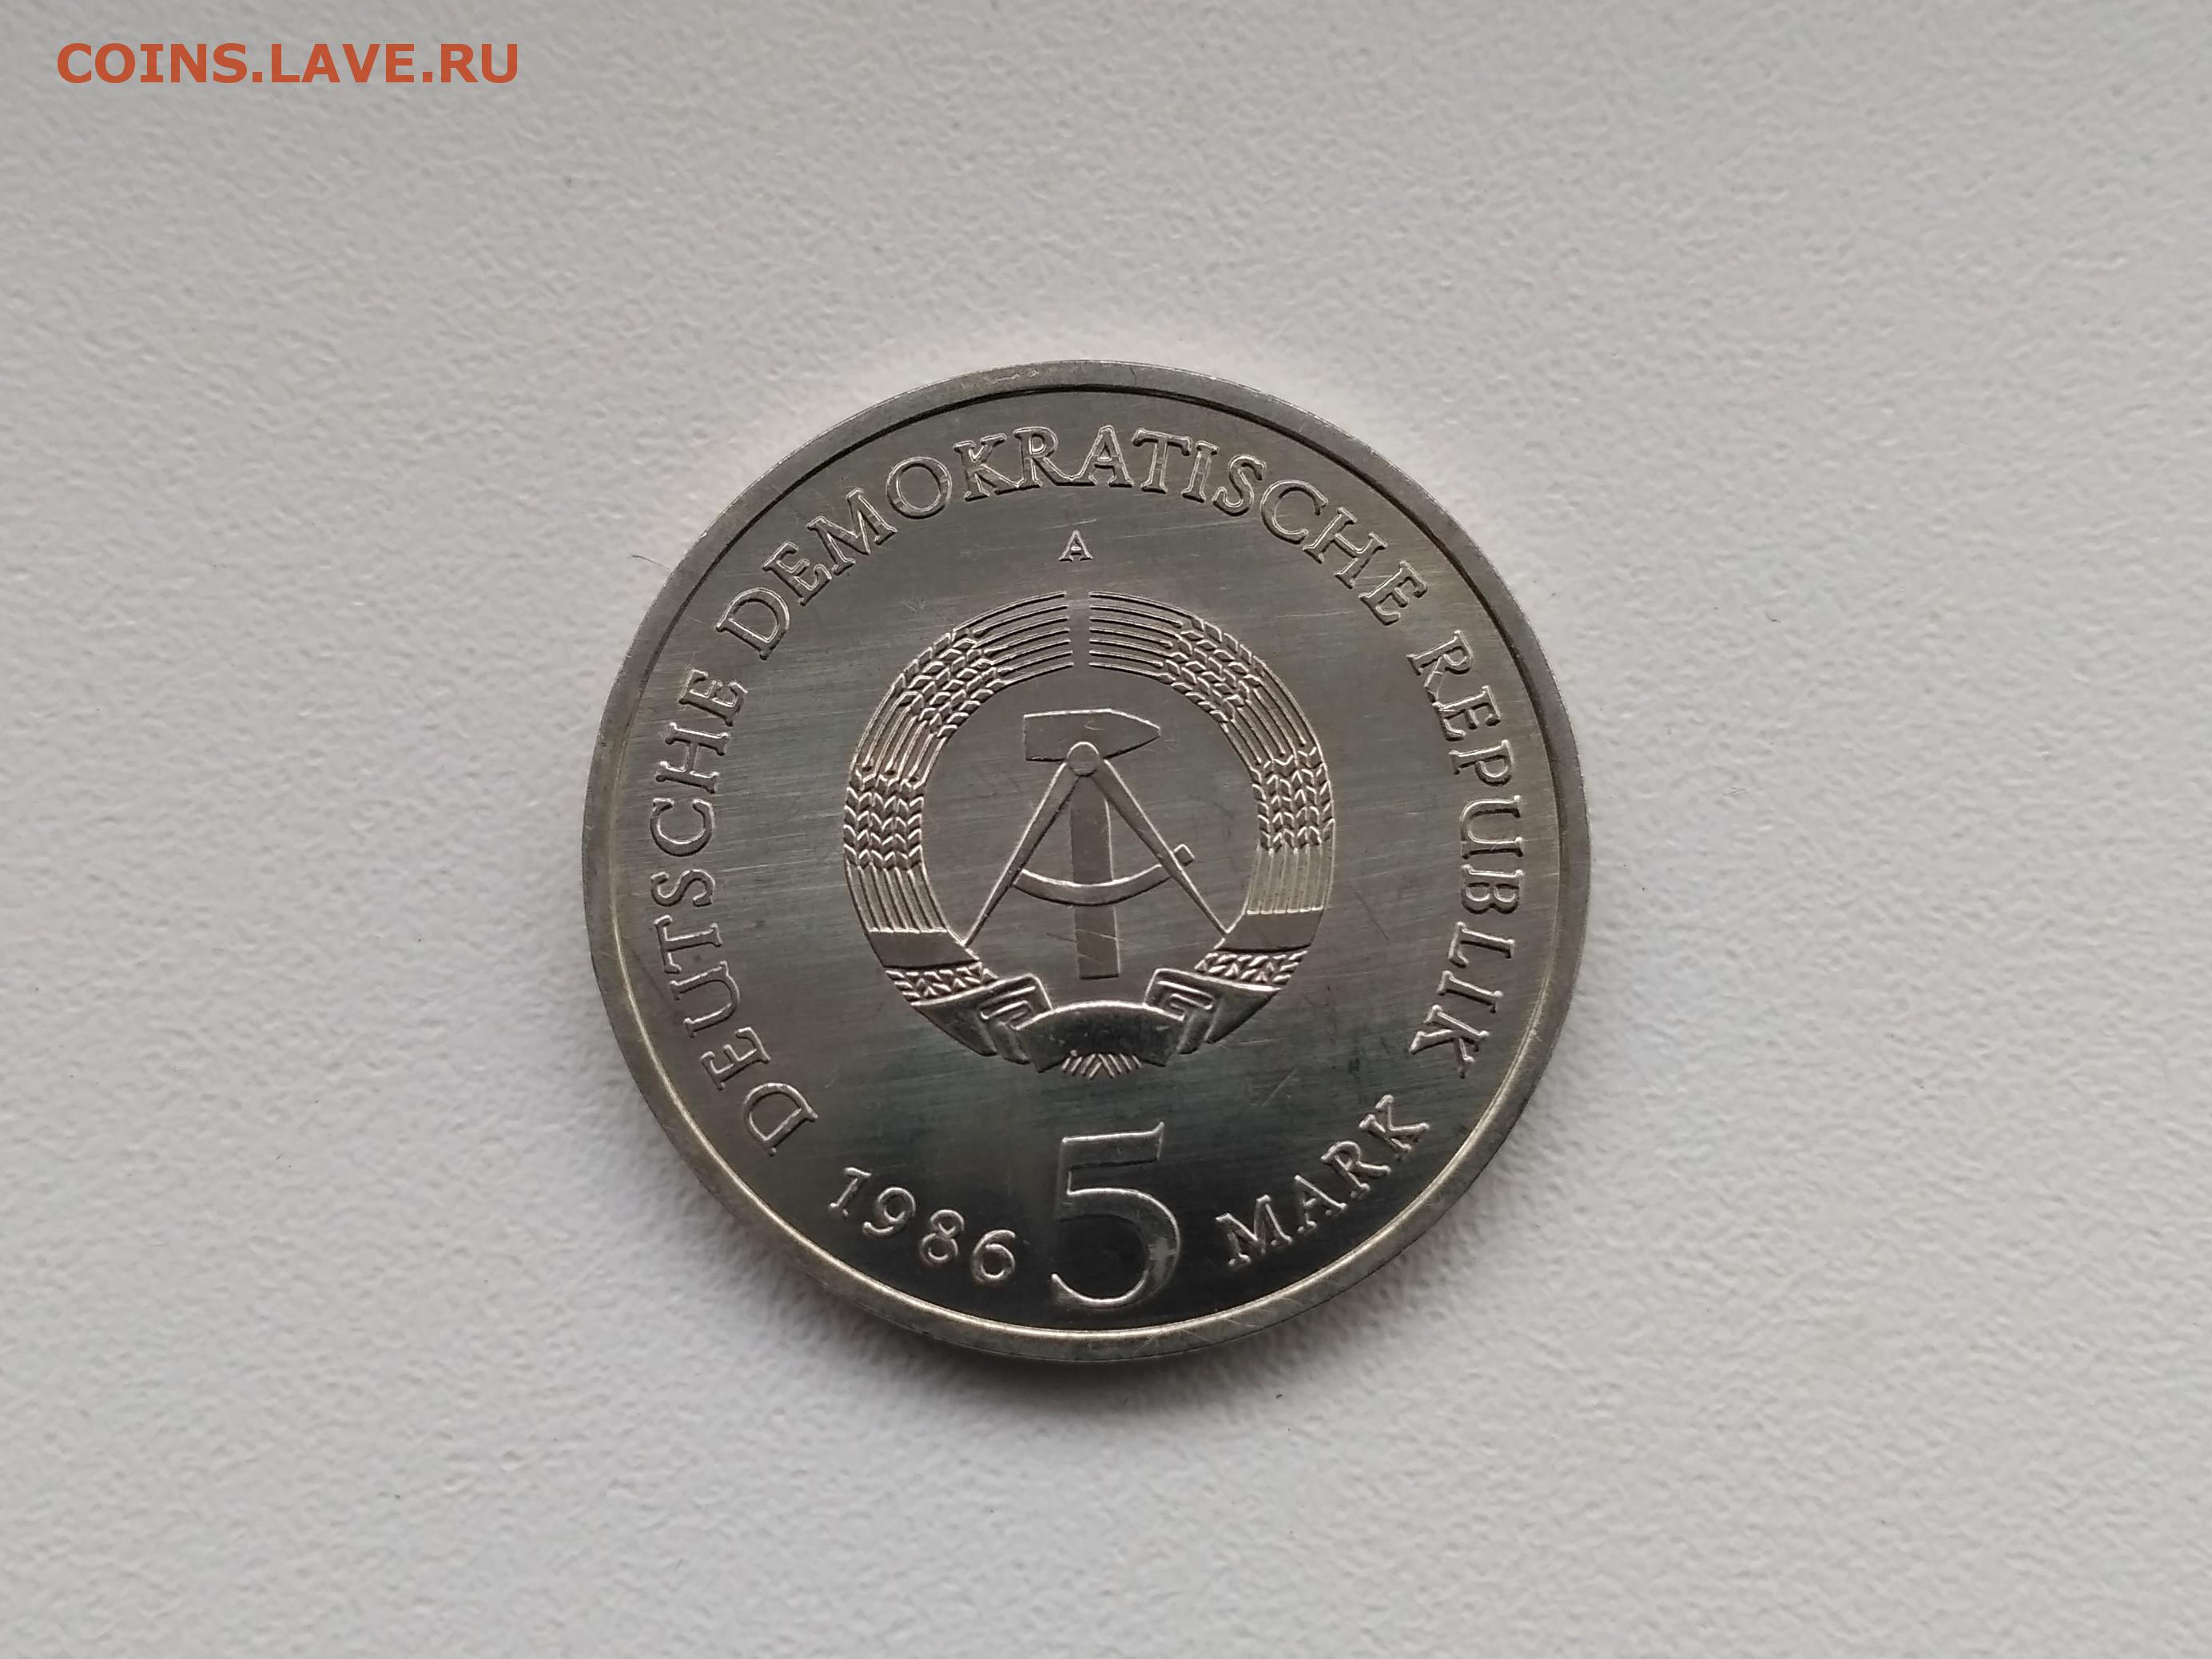 COINS.LAVE.RU
DEUTSCHE DEMOKRATISCHE REPUBLIK
A
1986 5 MARK